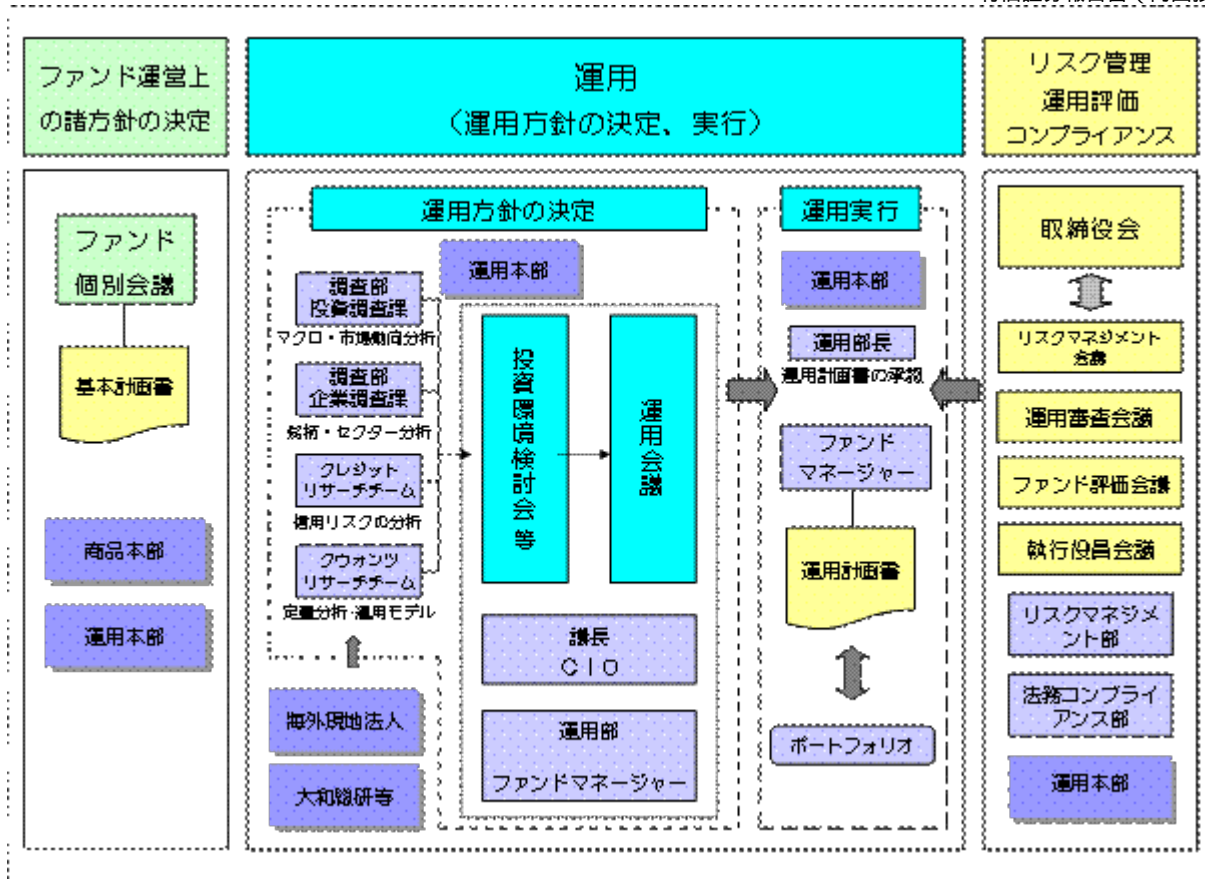 ファンド運営上
の諸方針の決定
運用
（運用方針の決定、実行）
リスク管理
運用評価
コンプライアンス
ファンド
個別会議
基本計画書
商品本部
運用本部
運用方針の決定
運用本部
調査部
投資調査課
マクロ・市場動向分析
調査部
企業調査課
銘柄・セクター分析
クレジット
リサーチチーム
信用リスクの分析
クウォンツ
リサーチチーム
定量分析・運用モデル
海外現地法人
大和総研等
投資環境検討会等
運用会議
議長
ＣＩＯ
運用部
ファンドマネージャー
運用実行
運用本部
運用部長
運用計画書の承認
ファンド
マネージャー
運用計画書
ポートフォリオ
取締役会
リスクマネジメント
会議
運用審査会議
ファンド評価会議
執行役員会議
リスクマネジメ
ント部
法務コンプライ
アンス部
運用本部